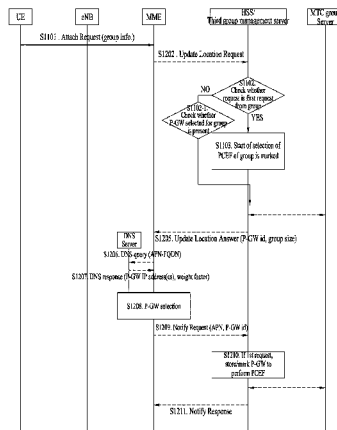 UE
eNB
MME
HSS/
Third group management server
MTC group
Server
S1101. Attach Request (group info.)
S1202. Update Location Request
S1102.
Check whether
request is first request
from group
NO
YES
S1102-1.
Check whether
P-GW selected for group
is present
S1103. Start of selection of
PCEF of group is marked
DNS
Server
S1205. Update Location Answer (P-GW id, group size)
S1206. DNS query (APN-FQDN)
S1207. DNS response (P-GW IP address(es), weight factor)
S1208. P-GW selection
S1209. Notify Request (APN, P-GW id)
S1210. If 1st request,
store/mark P-GW to
perform PCEF
S1211. Notify Response